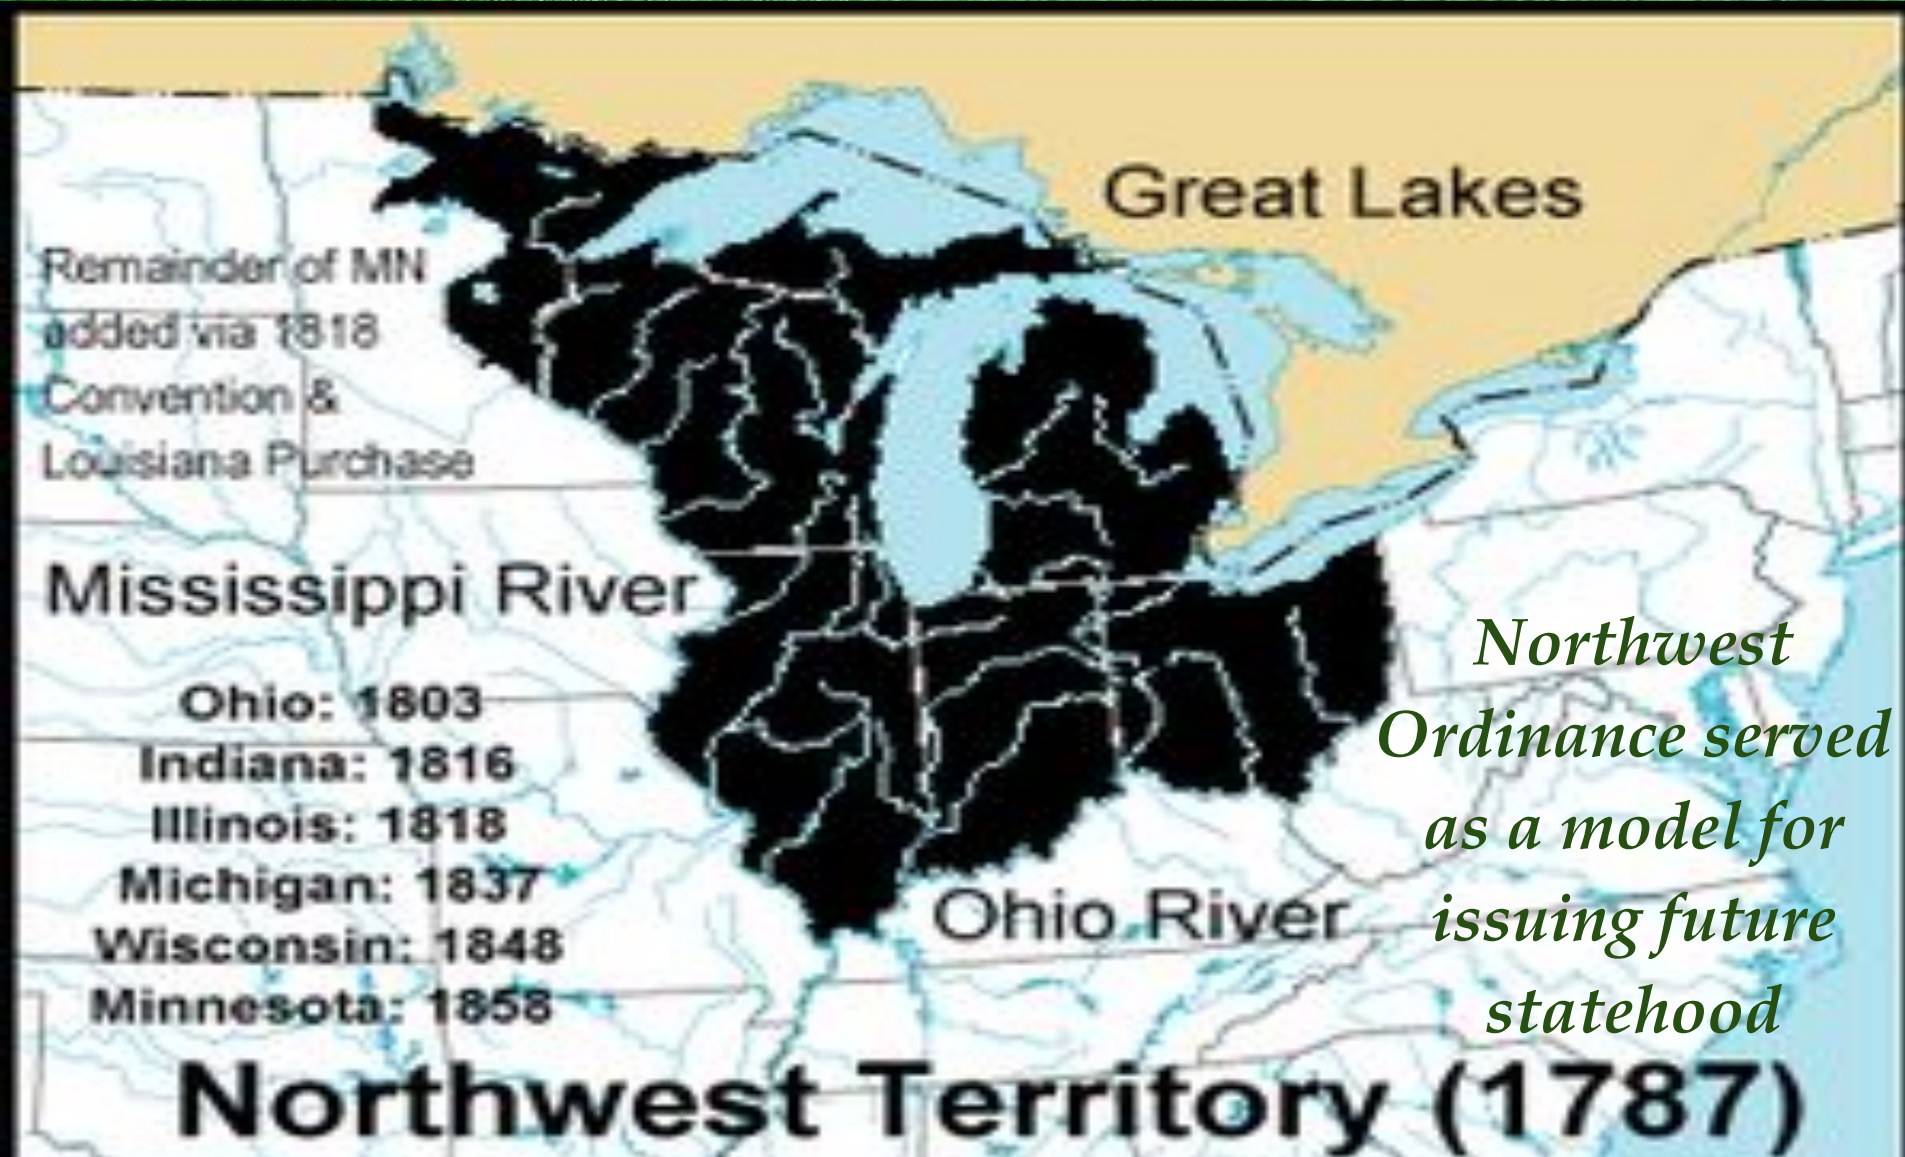 Great Lakes
Remainder of MN
added via 1818
Convention &
Louisiana Purchase
Mississippi River
Ohio: 1803
Indiana: 1816
Illinois: 1818
Michigan: 1837
Wisconsin: 1848
Minnesota: 1858
Northwest
Ordinance served
as a model for
issuing future
statehood
Ohio River
Northwest Territory (1787)